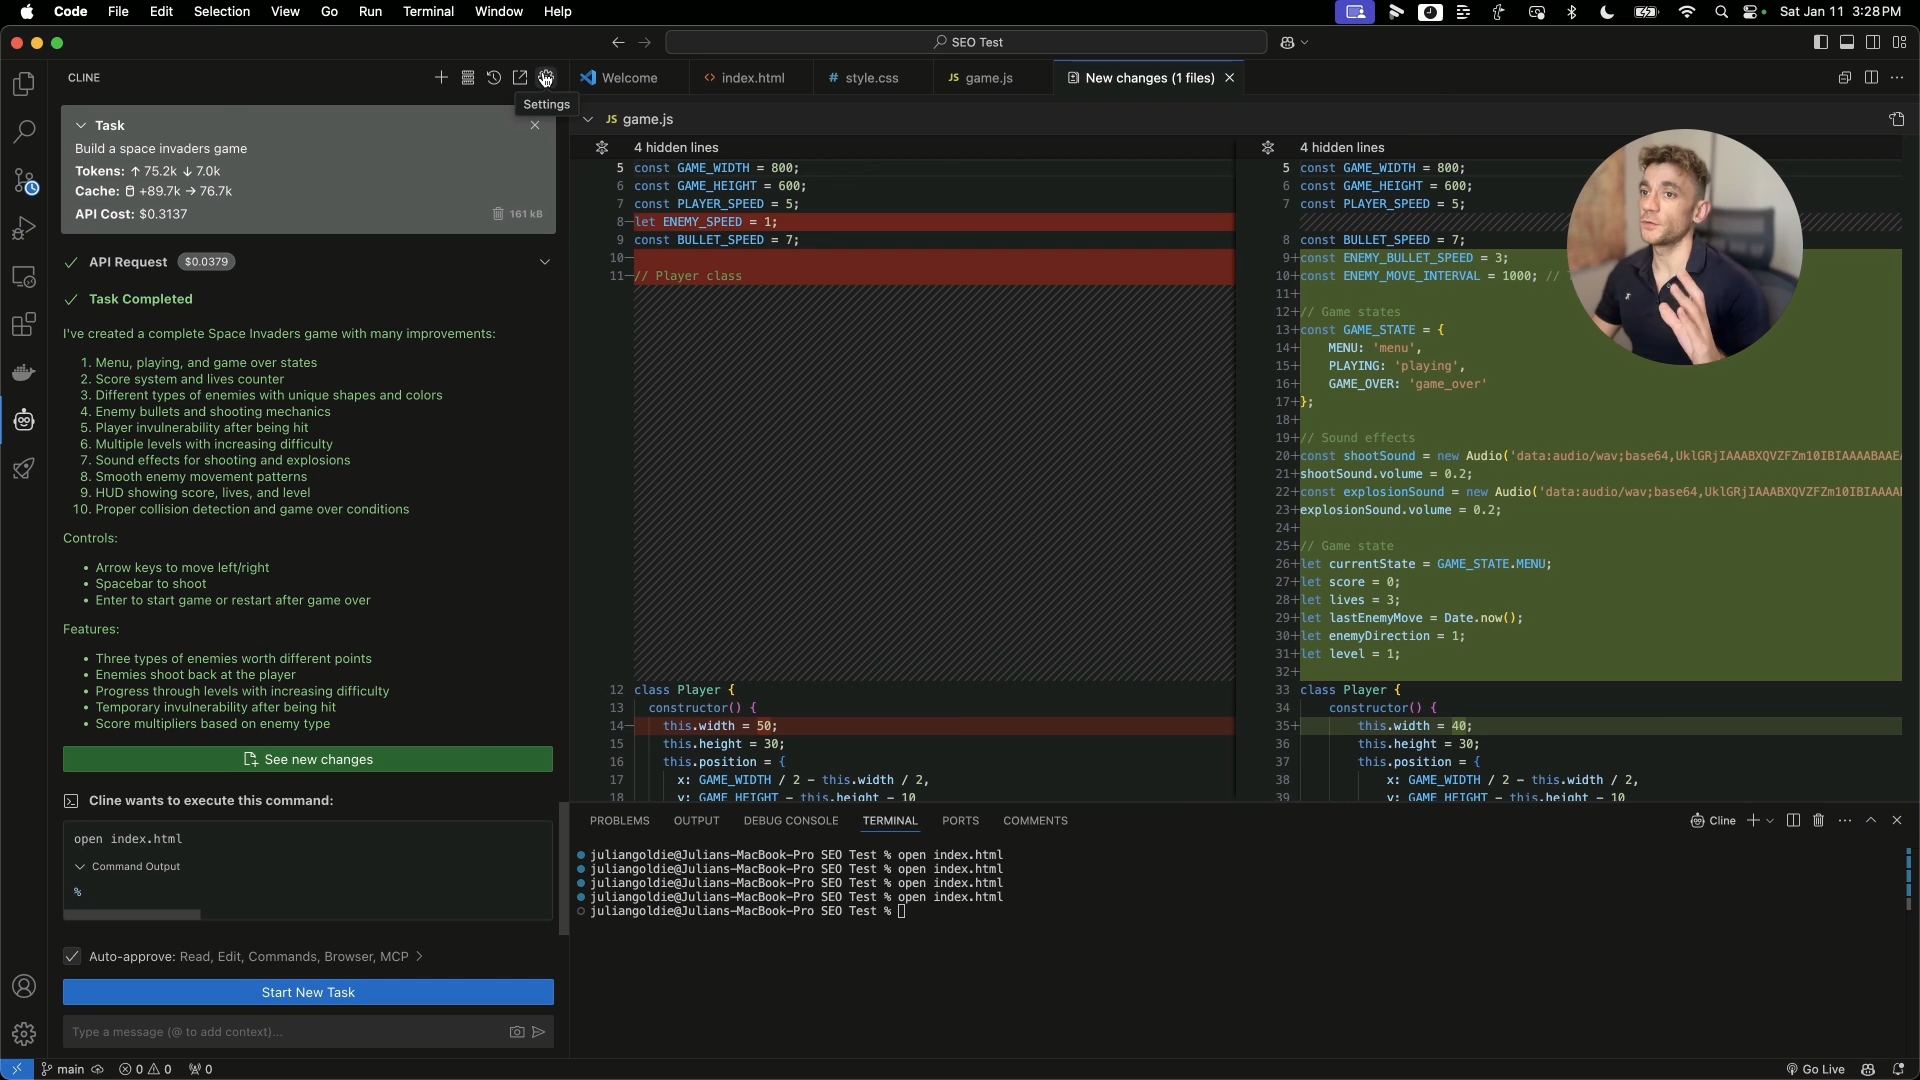 Code File Edit Selection View Go Run Terminal Window Help
Sat Jan 11 3:28 PM
SEO Test
CLINE
Settings
Welcome
index.html
style.css
JS game.js
New changes (1 files)
Task
Build a space invaders game
Tokens: ↑ 75.2k ↓ 7.0k
Cache: +89.7k → 76.7k
API Cost: $0.3137
161 kB
API Request $0.0379
Task Completed
I've created a complete Space Invaders game with many improvements:
1. Menu, playing, and game over states
2. Score system and lives counter
3. Different types of enemies with unique shapes and colors
4. Enemy bullets and shooting mechanics
5. Player invulnerability after being hit
6. Multiple levels with increasing difficulty
7. Sound effects for shooting and explosions
8. Smooth enemy movement patterns
9. HUD showing score, lives, and level
10. Proper collision detection and game over conditions
Controls:
• Arrow keys to move left/right
• Spacebar to shoot
• Enter to start game or restart after game over
Features:
• Three types of enemies worth different points
• Enemies shoot back at the player
• Progress through levels with increasing difficulty
• Temporary invulnerability after being hit
• Score multipliers based on enemy type
See new changes
Cline wants to execute this command:
open index.html
Command Output
%
Auto-approve: Read, Edit, Commands, Browser, MCP
Start New Task
Type a message (@ to add context)...
JS game.js
4 hidden lines
5 const GAME_WIDTH = 800;
6 const GAME_HEIGHT = 600;
7 const PLAYER_SPEED = 5;
8− let ENEMY_SPEED = 1;
9 const BULLET_SPEED = 7;
10−
11− // Player class
12 class Player {
13 constructor() {
14− this.width = 50;
15 this.height = 30;
16 this.position = {
17 x: GAME_WIDTH / 2 - this.width / 2,
18 y: GAME_HEIGHT - this.height - 10
4 hidden lines
5 const GAME_WIDTH = 800;
6 const GAME_HEIGHT = 600;
7 const PLAYER_SPEED = 5;
8 const BULLET_SPEED = 7;
9+ const ENEMY_BULLET_SPEED = 3;
10+ const ENEMY_MOVE_INTERVAL = 1000; //
11+
12+ // Game states
13+ const GAME_STATE = {
14+ MENU: 'menu',
15+ PLAYING: 'playing',
16+ GAME_OVER: 'game_over'
17+ };
18+
19+ // Sound effects
20+ const shootSound = new Audio('data:audio/wav;base64,UklGRjIAAABXQVZFZm10IBIAAAABAAEA
21+ shootSound.volume = 0.2;
22+ const explosionSound = new Audio('data:audio/wav;base64,UklGRjIAAABXQVZFZm10IBIAAAA
23+ explosionSound.volume = 0.2;
24+
25+ // Game state
26+ let currentState = GAME_STATE.MENU;
27+ let score = 0;
28+ let lives = 3;
29+ let lastEnemyMove = Date.now();
30+ let enemyDirection = 1;
31+ let level = 1;
32+
33 class Player {
34 constructor() {
35+ this.width = 40;
36 this.height = 30;
37 this.position = {
38 x: GAME_WIDTH / 2 - this.width / 2,
39 y: GAME_HEIGHT - this.height - 10
PROBLEMS OUTPUT DEBUG CONSOLE TERMINAL PORTS COMMENTS
Cline
juliangoldie@Julians-MacBook-Pro SEO Test % open index.html
juliangoldie@Julians-MacBook-Pro SEO Test % open index.html
juliangoldie@Julians-MacBook-Pro SEO Test % open index.html
juliangoldie@Julians-MacBook-Pro SEO Test % open index.html
juliangoldie@Julians-MacBook-Pro SEO Test %
main 0 0 0
Go Live